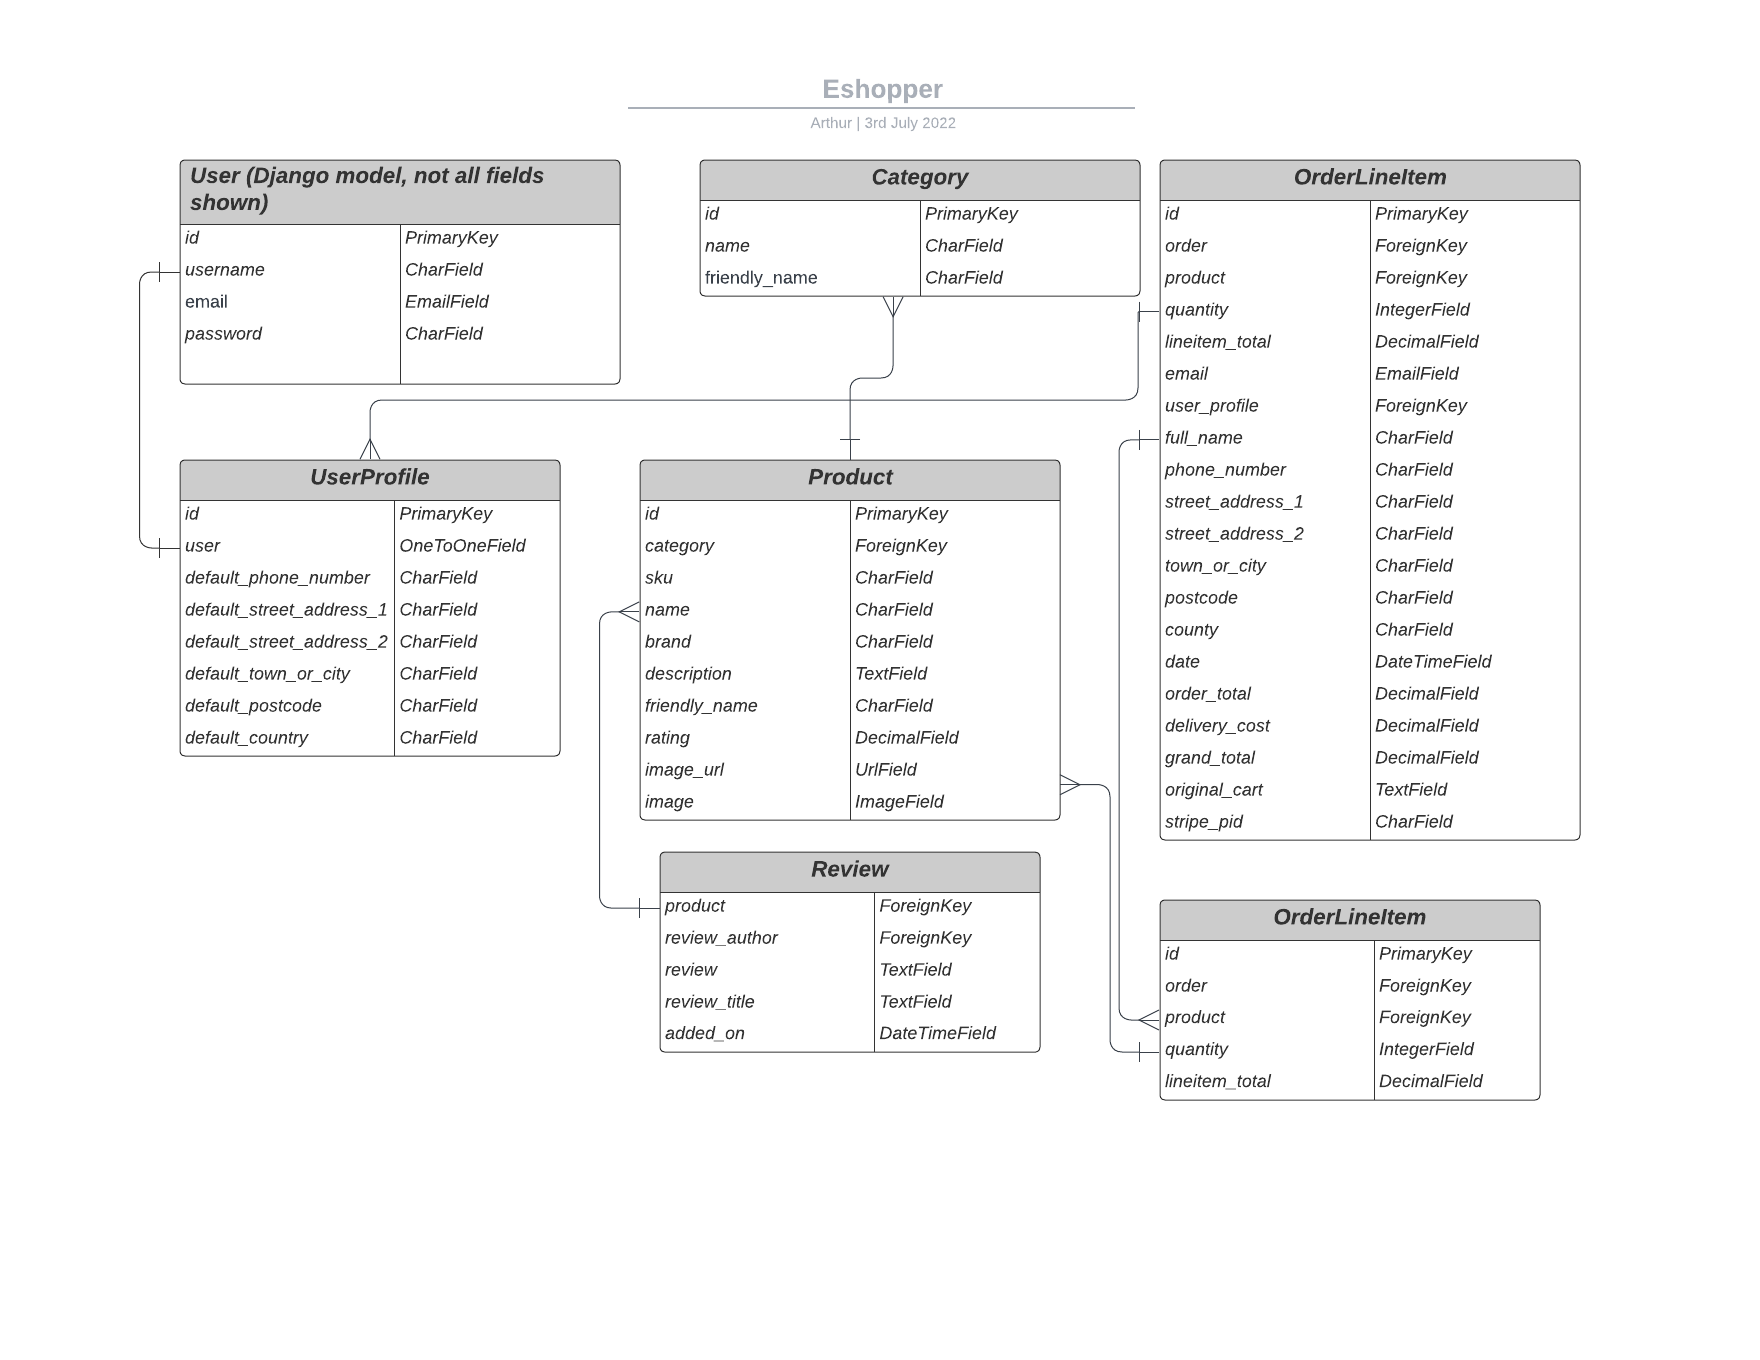 Eshopper
Arthur | 3rd July 2022
User (Django model, not all fields
shown)
id PrimaryKey
username CharField
email EmailField
password CharField
Category
id PrimaryKey
name CharField
friendly_name CharField
OrderLineItem
id PrimaryKey
order ForeignKey
product ForeignKey
quantity IntegerField
lineitem_total DecimalField
email EmailField
user_profile ForeignKey
full_name CharField
phone_number CharField
street_address_1 CharField
street_address_2 CharField
town_or_city CharField
postcode CharField
county CharField
date DateTimeField
order_total DecimalField
delivery_cost DecimalField
grand_total DecimalField
original_cart TextField
stripe_pid CharField
UserProfile
id PrimaryKey
user OneToOneField
default_phone_number CharField
default_street_address_1 CharField
default_street_address_2 CharField
default_town_or_city CharField
default_postcode CharField
default_country CharField
Product
id PrimaryKey
category ForeignKey
sku CharField
name CharField
brand CharField
description TextField
friendly_name CharField
rating DecimalField
image_url UrlField
image ImageField
Review
product ForeignKey
review_author ForeignKey
review TextField
review_title TextField
added_on DateTimeField
OrderLineItem
id PrimaryKey
order ForeignKey
product ForeignKey
quantity IntegerField
lineitem_total DecimalField